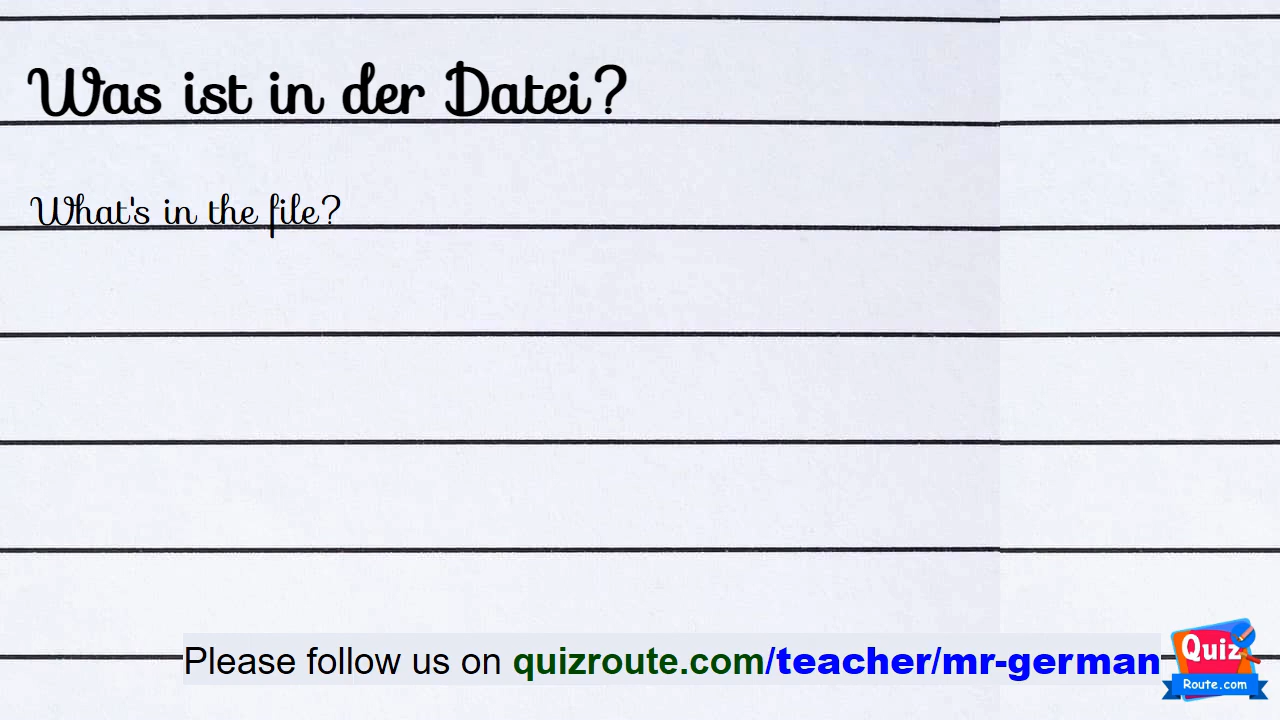 Was ist in der Datei?
What's in the file?
Please follow us on quizroute.com/teacher/mr-german
Quiz
Route.com